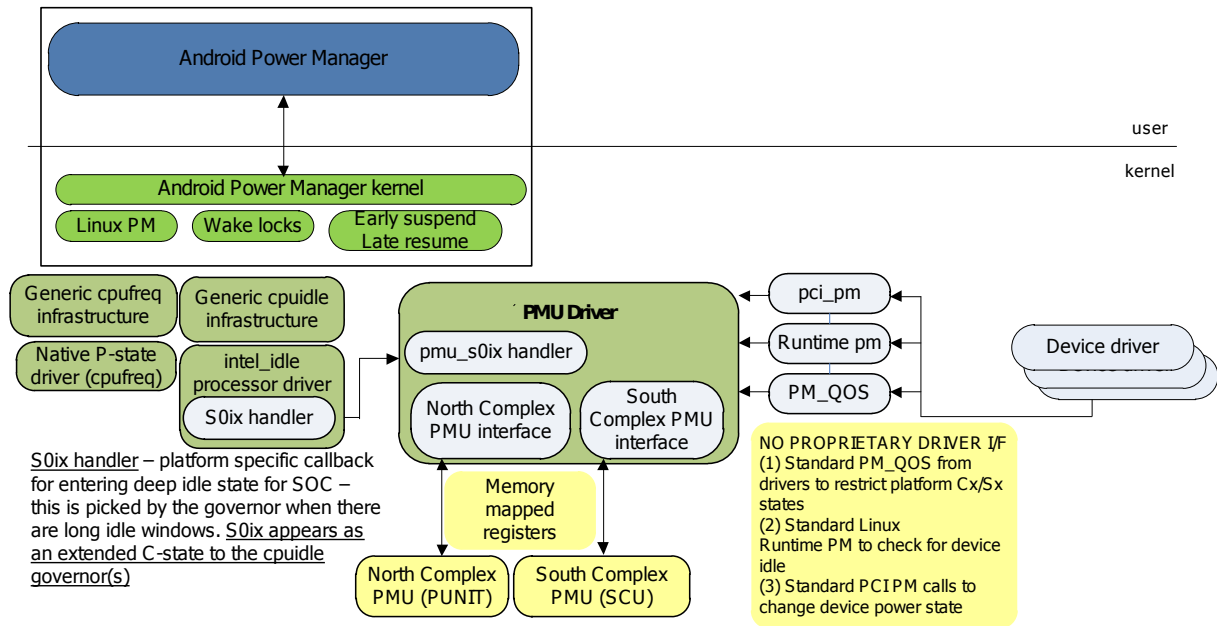 Android Power Manager
user
kernel
Android Power Manager kernel
Linux PM
Wake locks
Early suspend
Late resume
Generic cpufreq
infrastructure
Generic cpuidle
infrastructure
Native P-state
driver (cpufreq)
intel_idle
processor driver
S0ix handler
PMU Driver
pmu_s0ix handler
North Complex
PMU interface
South
Complex PMU
interface
pci_pm
Runtime pm
PM_QOS
Device driver
S0ix handler – platform specific callback
for entering deep idle state for SOC –
this is picked by the governor when there
are long idle windows. S0ix appears as
an extended C-state to the cpuidle
governor(s)
Memory
mapped
registers
North Complex
PMU (PUNIT)
South Complex
PMU (SCU)
NO PROPRIETARY DRIVER I/F
(1) Standard PM_QOS from
drivers to restrict platform Cx/Sx
states
(2) Standard Linux
Runtime PM to check for device
idle
(3) Standard PCI PM calls to
change device power state